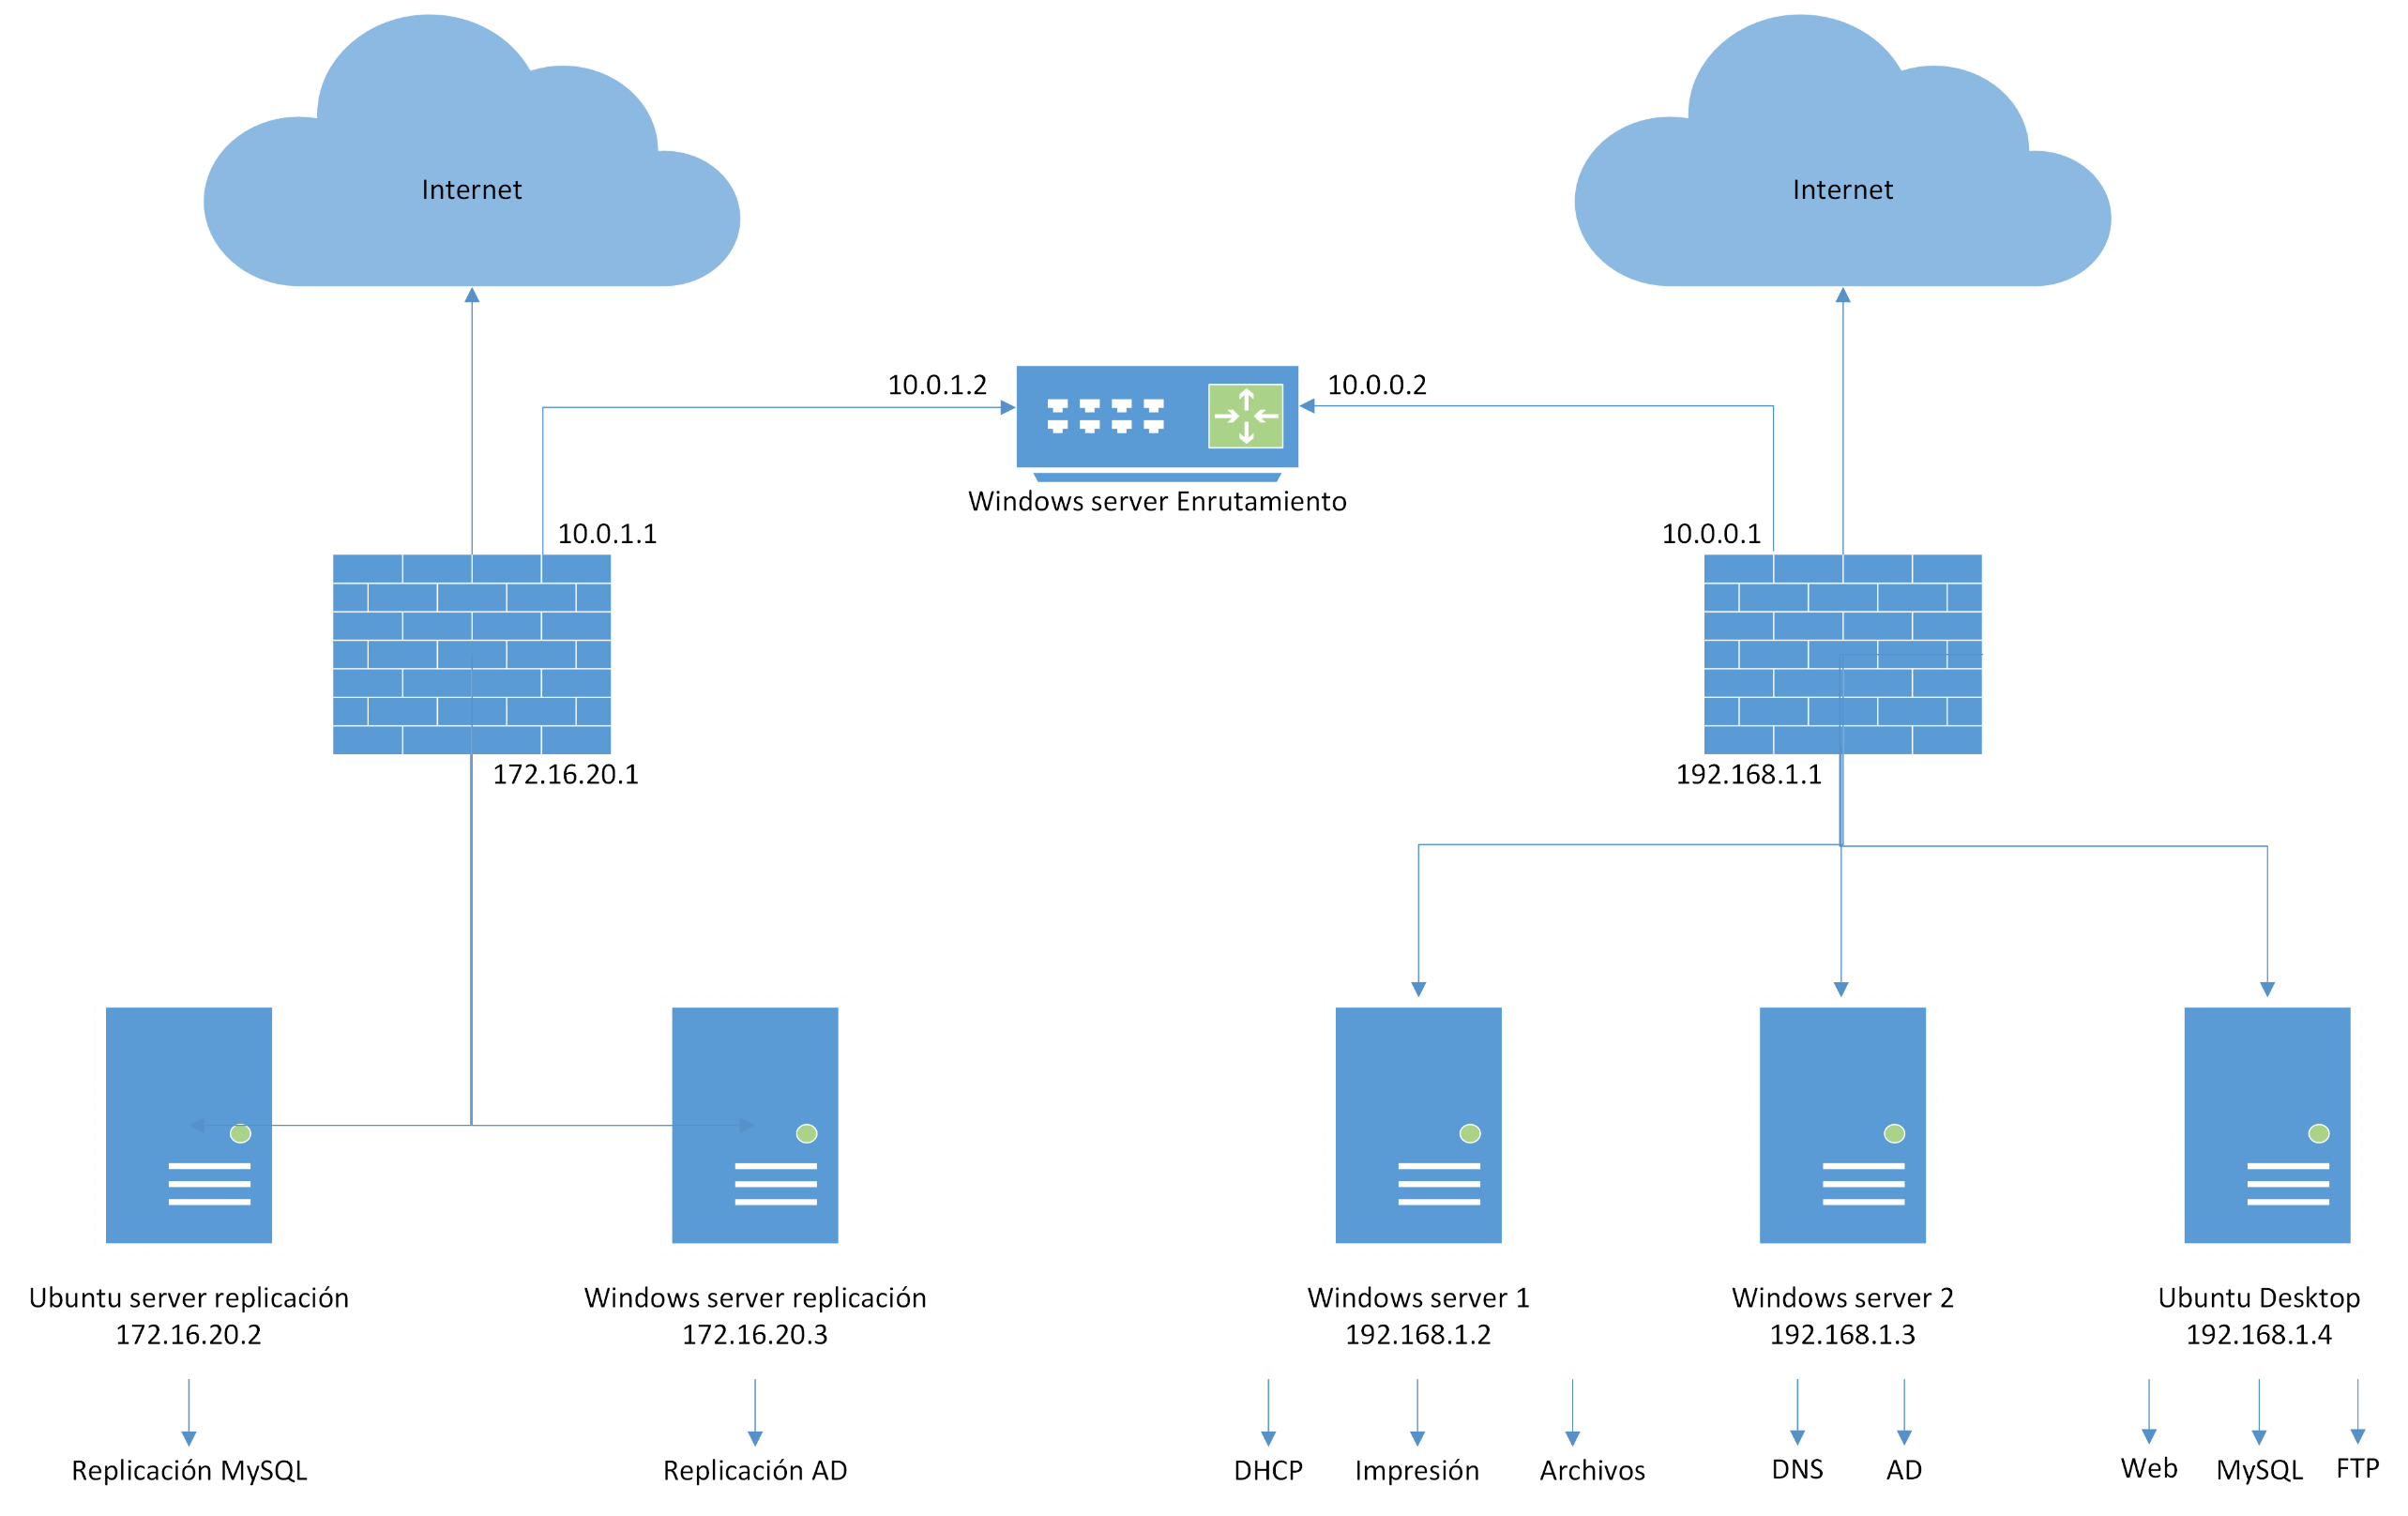 Internet
Internet
10.0.1.2
10.0.0.2
Windows server Enrutamiento
10.0.1.1
10.0.0.1
172.16.20.1
192.168.1.1
Ubuntu server replicación
172.16.20.2
Windows server replicación
172.16.20.3
Windows server 1
192.168.1.2
Windows server 2
192.168.1.3
Ubuntu Desktop
192.168.1.4
Replicación MySQL
Replicación AD
DHCP
Impresión
Archivos
DNS
AD
Web
MySQL
FTP